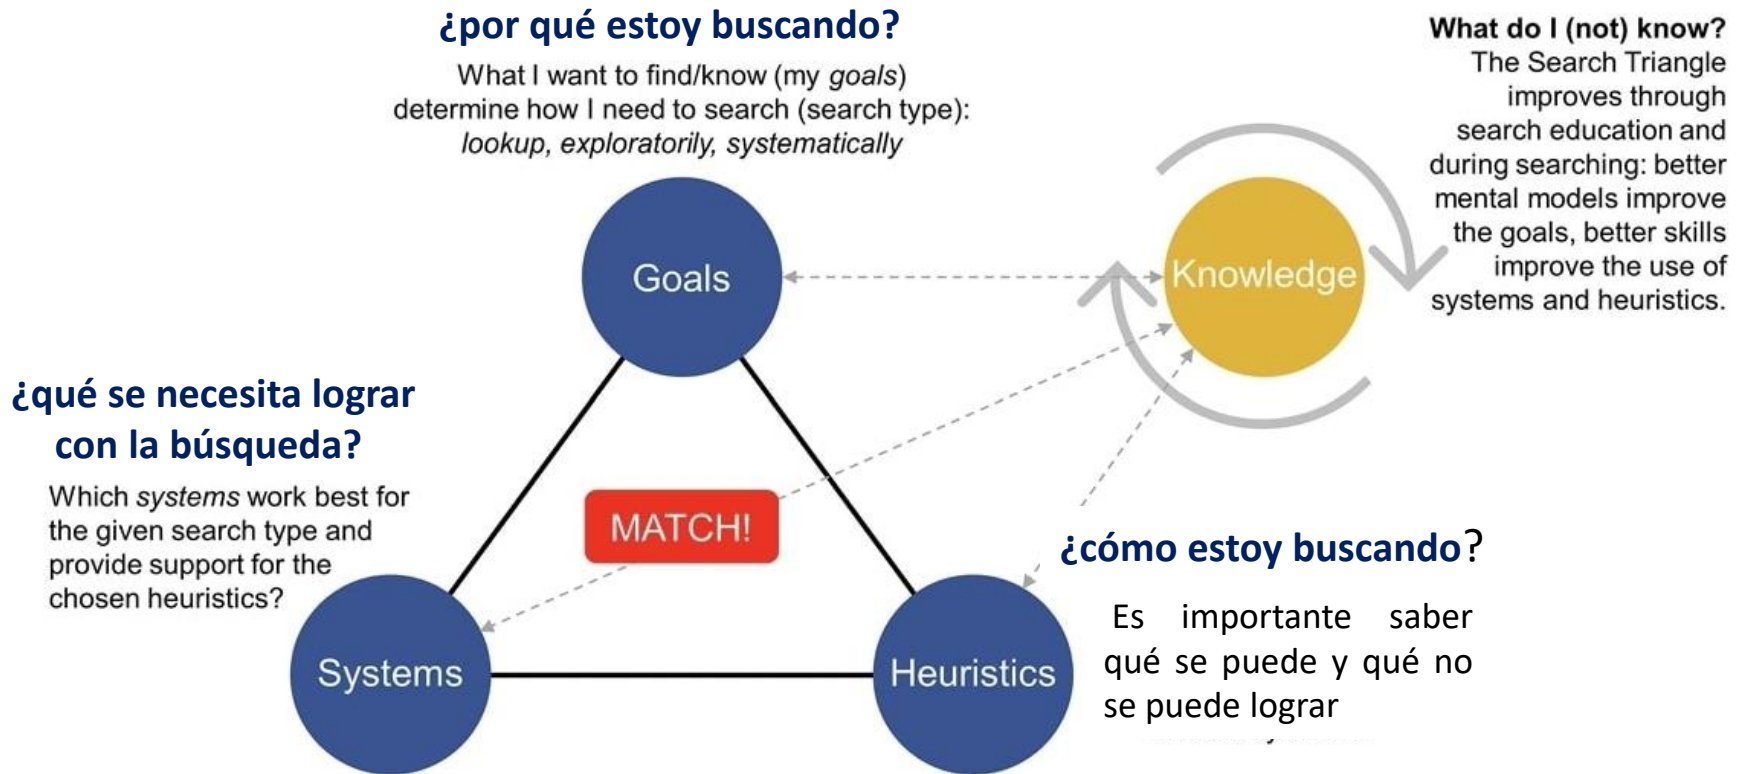 ¿por qué estoy buscando?
What I want to find/know (my goals)
determine how I need to search (search type):
lookup, exploratorily, systematically
What do I (not) know?
The Search Triangle
improves through
search education and
during searching: better
mental models improve
the goals, better skills
improve the use of
systems and heuristics.
Goals
Knowledge
¿qué se necesita lograr
con la búsqueda?
Which systems work best for
the given search type and
provide support for the
chosen heuristics?
MATCH!
¿cómo estoy buscando?
Es importante saber
qué se puede y qué no
se puede lograr
Systems
Heuristics